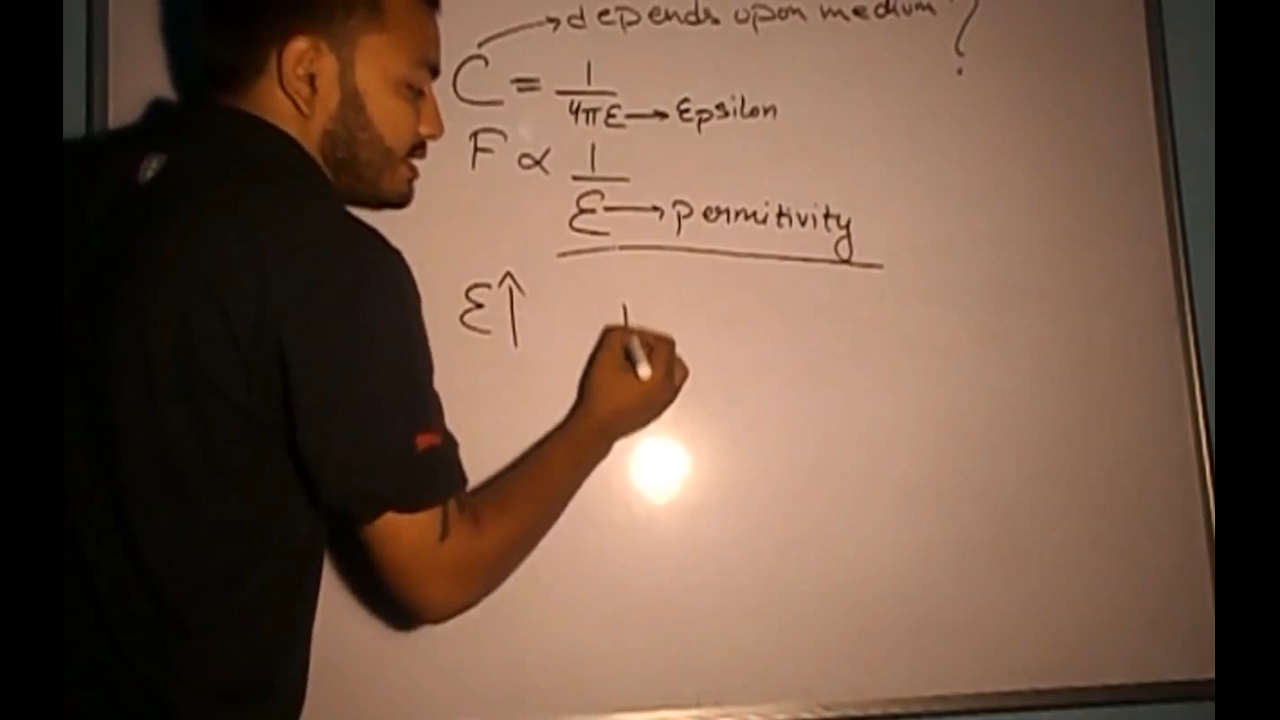 depends upon medium ?
C = 1/4πε → Epsilon
F ∝ 1/ε → permitivity
ε↑